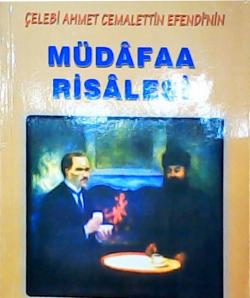 ÇELEBİ AHMET CEMALETTİN EFENDİ'NİN
MÜDÂFAA
RİSÂLESİ